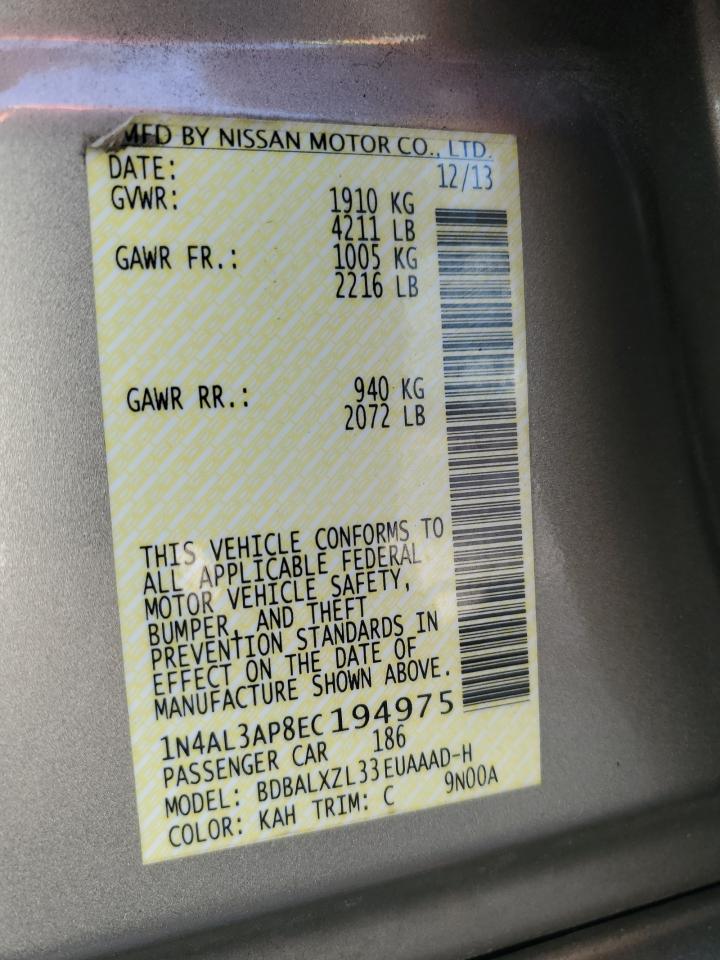 MFD BY NISSAN MOTOR CO., LTD.
DATE: 12/13
GVWR: 1910 KG
4211 LB
GAWR FR.: 1005 KG
2216 LB
GAWR RR.: 940 KG
2072 LB
THIS VEHICLE CONFORMS TO
ALL APPLICABLE FEDERAL
MOTOR VEHICLE SAFETY,
BUMPER, AND THEFT
PREVENTION STANDARDS IN
EFFECT ON THE DATE OF
MANUFACTURE SHOWN ABOVE.
1N4AL3AP8EC194975
PASSENGER CAR 186
MODEL: BDBALXZL33EUAAAD-H
COLOR: KAH TRIM: C 9N00A